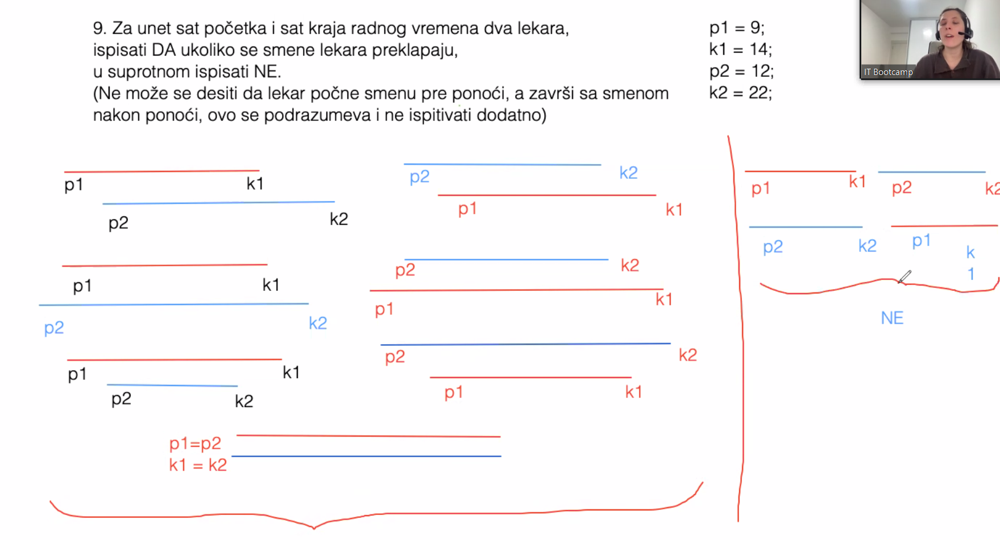 9. Za unet sat početka i sat kraja radnog vremena dva lekara,
ispisati DA ukoliko se smene lekara preklapaju,
u suprotnom ispisati NE.
(Ne može se desiti da lekar počne smenu pre ponoći, a završi sa smenom
nakon ponoći, ovo se podrazumeva i ne ispitivati dodatno)
p1 = 9;
k1 = 14;
p2 = 12;
k2 = 22;
IT Bootcamp
p1 k1
p2 k2
p1 k1
p2 k2
p1 k1
p2 k2
p2 k2
p1 k1
p2 k2
p1 k1
p2 k2
p1 k1
p1=p2
k1 = k2
p1 k1 p2 k2
p2 k2 p1 k
1
NE